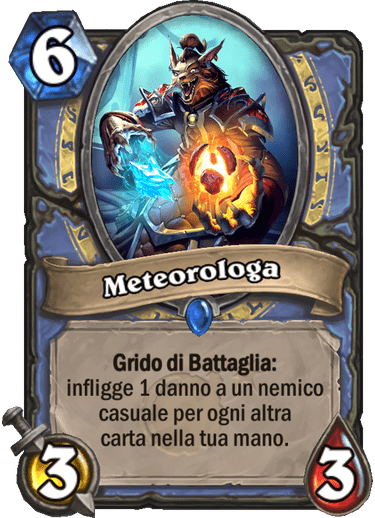 6
Meteorologa
Grido di Battaglia:
infligge 1 danno a un nemico
casuale per ogni altra
carta nella tua mano.
3
3